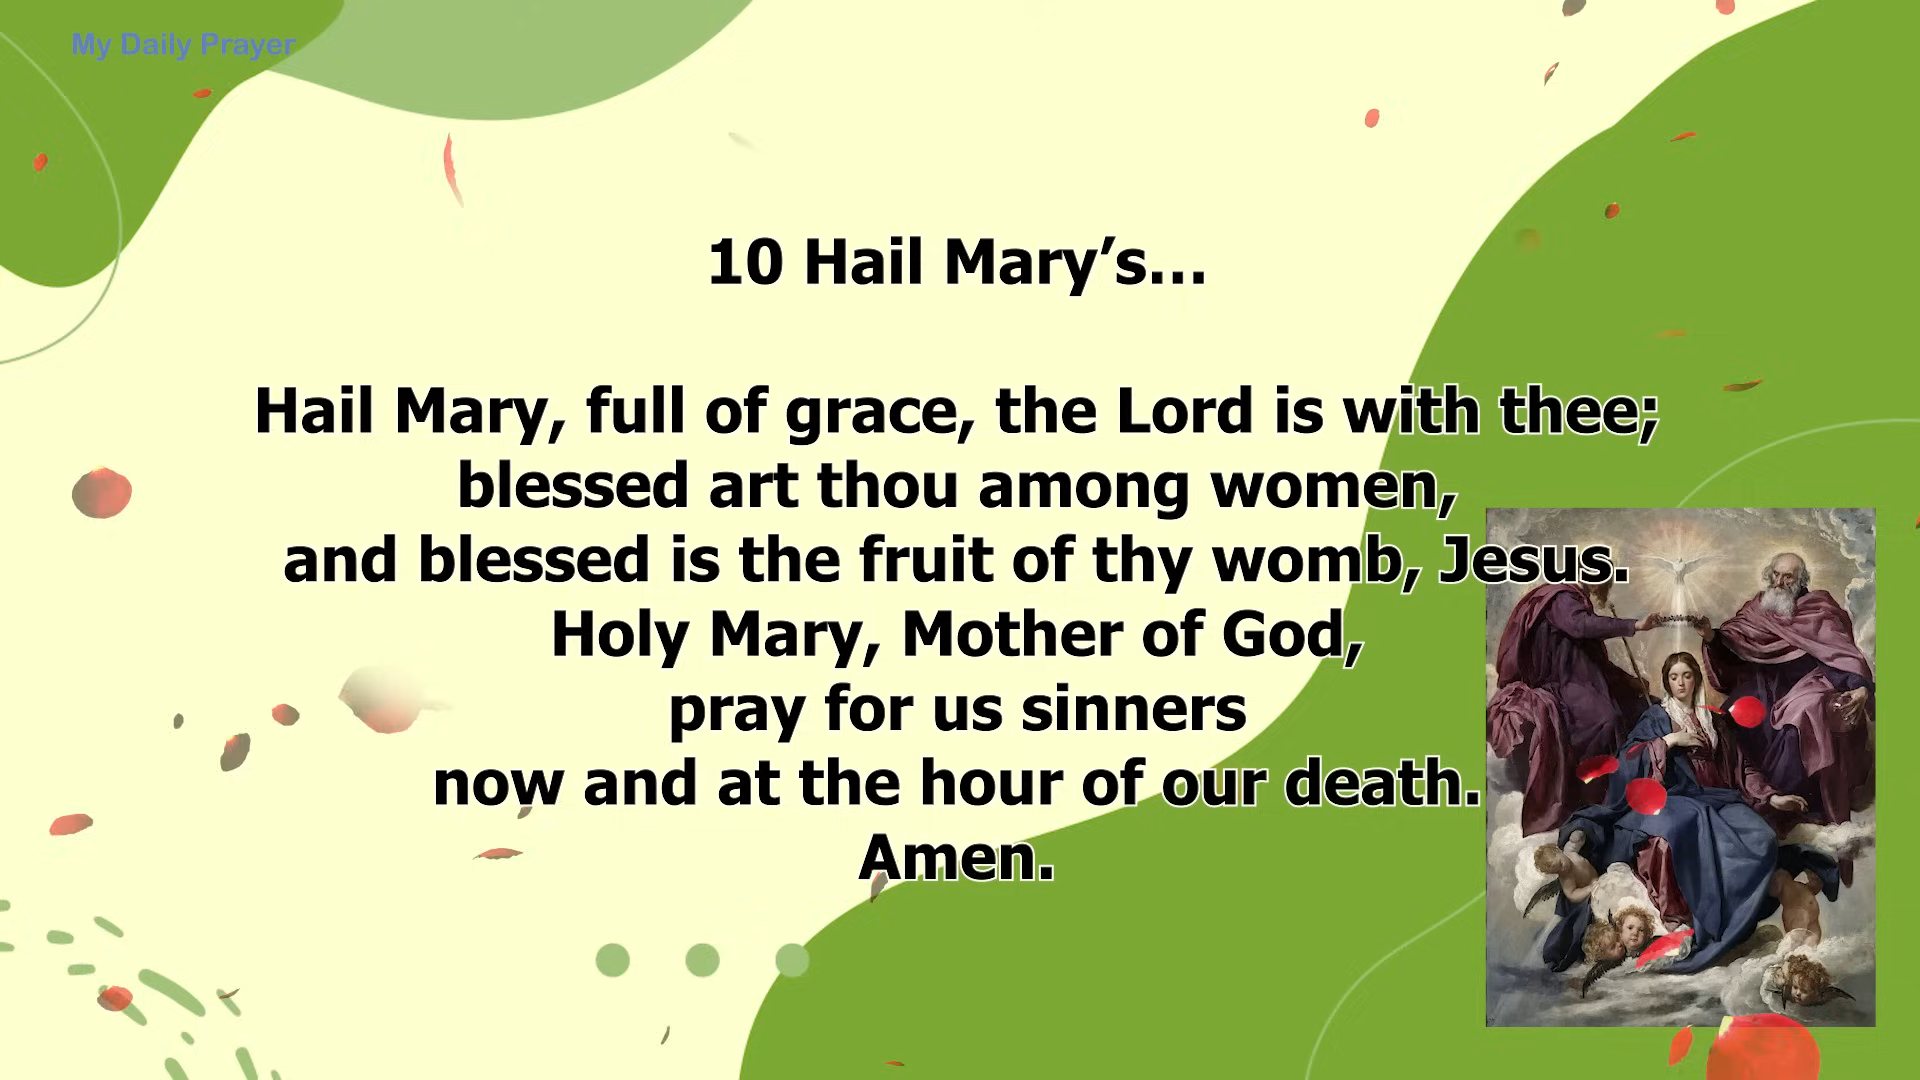 My Daily Prayer
10 Hail Mary’s...
Hail Mary, full of grace, the Lord is with thee;
blessed art thou among women,
and blessed is the fruit of thy womb, Jesus.
Holy Mary, Mother of God,
pray for us sinners
now and at the hour of our death.
Amen.